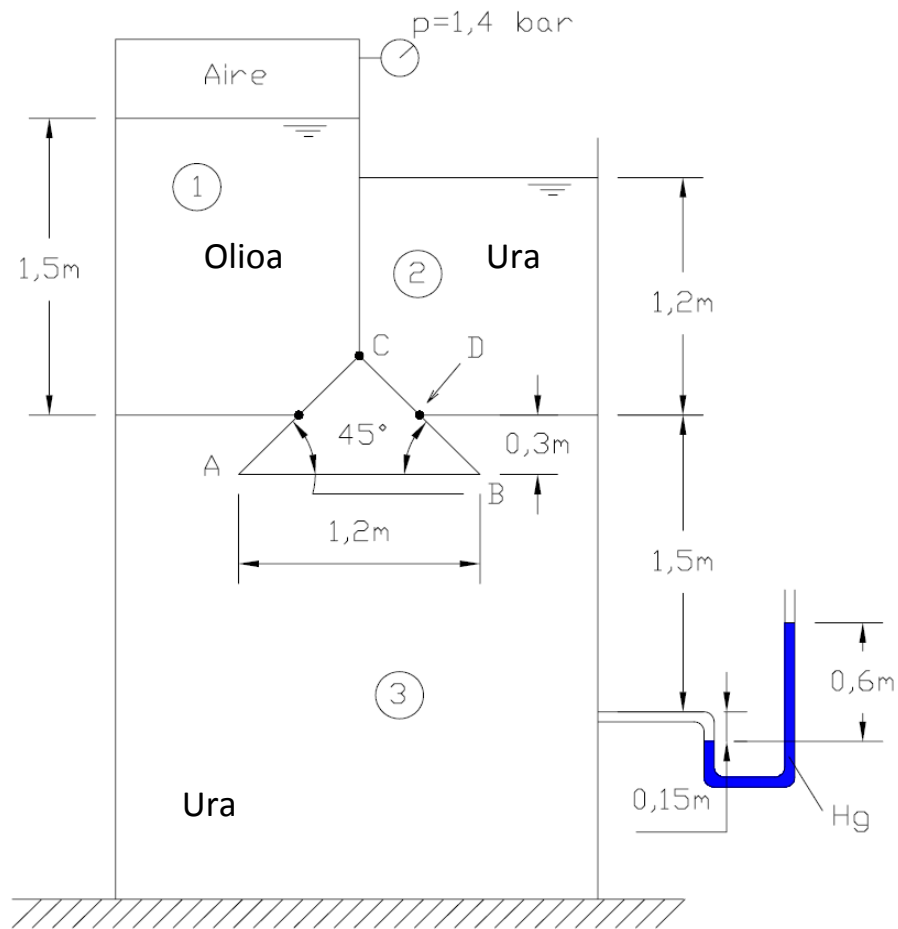 p=1,4 bar
Aire
1
Olioa
2
Ura
1,5m
1,2m
C
D
45°
0,3m
A
B
1,2m
1,5m
3
0,6m
Ura
0,15m
Hg